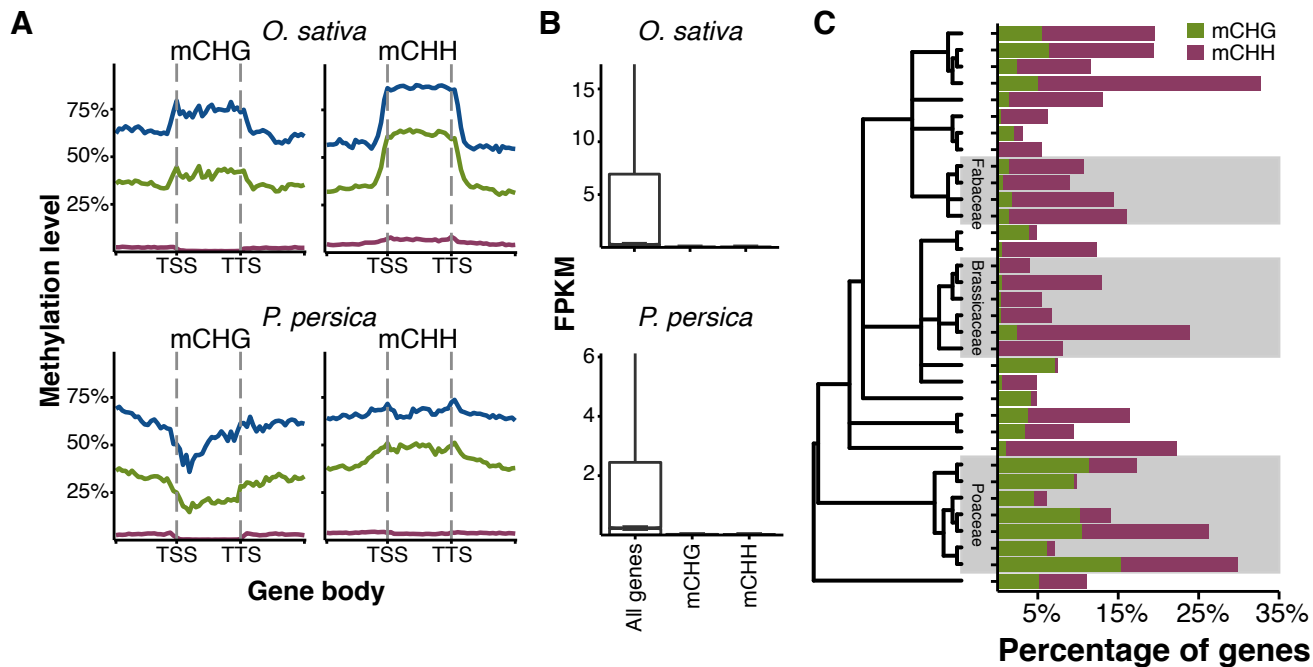 A
O. sativa
mCHG
mCHH
75%
50%
25%
TSS
TTS
TSS
TTS
P. persica
mCHG
mCHH
75%
50%
25%
TSS
TTS
TSS
TTS
Methylation level
Gene body
B
O. sativa
15
10
5
P. persica
6
4
2
FPKM
All genes
mCHG
mCHH
C
mCHG
mCHH
Fabaceae
Brassicaceae
Poaceae
5%
15%
25%
35%
Percentage of genes